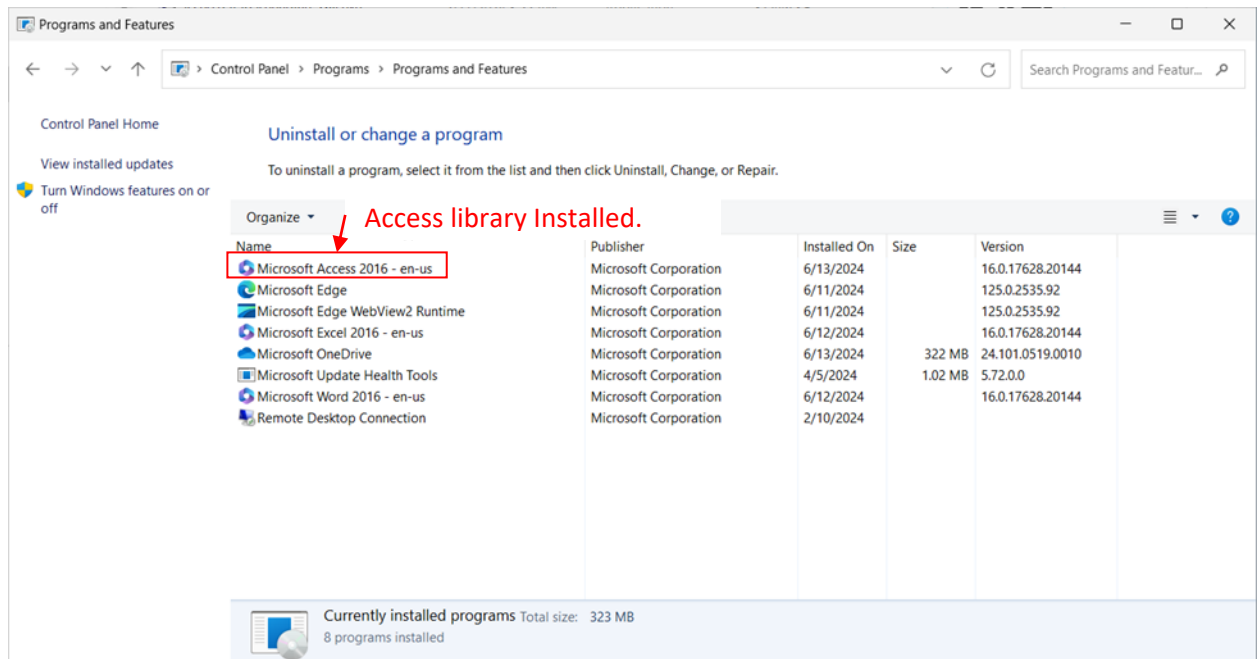 Programs and Features
Control Panel > Programs > Programs and Features
Search Programs and Featur...
Control Panel Home
View installed updates
Turn Windows features on or
off
Uninstall or change a program
To uninstall a program, select it from the list and then click Uninstall, Change, or Repair.
Organize
Access library Installed.
Name Publisher Installed On Size Version
Microsoft Access 2016 - en-us Microsoft Corporation 6/13/2024 16.0.17628.20144
Microsoft Edge Microsoft Corporation 6/11/2024 125.0.2535.92
Microsoft Edge WebView2 Runtime Microsoft Corporation 6/11/2024 125.0.2535.92
Microsoft Excel 2016 - en-us Microsoft Corporation 6/12/2024 16.0.17628.20144
Microsoft OneDrive Microsoft Corporation 6/13/2024 322 MB 24.101.0519.0010
Microsoft Update Health Tools Microsoft Corporation 4/5/2024 1.02 MB 5.72.0.0
Microsoft Word 2016 - en-us Microsoft Corporation 6/12/2024 16.0.17628.20144
Remote Desktop Connection Microsoft Corporation 2/10/2024
Currently installed programs Total size: 323 MB
8 programs installed